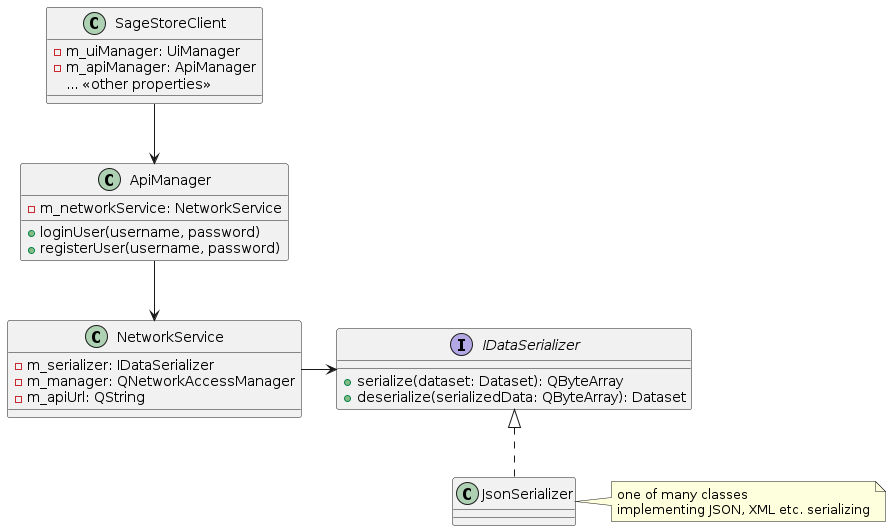 C SageStoreClient
m_uiManager: UiManager
m_apiManager: ApiManager
... «other properties»
C ApiManager
m_networkService: NetworkService
loginUser(username, password)
registerUser(username, password)
C NetworkService
m_serializer: IDataSerializer
m_manager: QNetworkAccessManager
m_apiUrl: QString
I IDataSerializer
serialize(dataset: Dataset): QByteArray
deserialize(serializedData: QByteArray): Dataset
C JsonSerializer
one of many classes
implementing JSON, XML etc. serializing